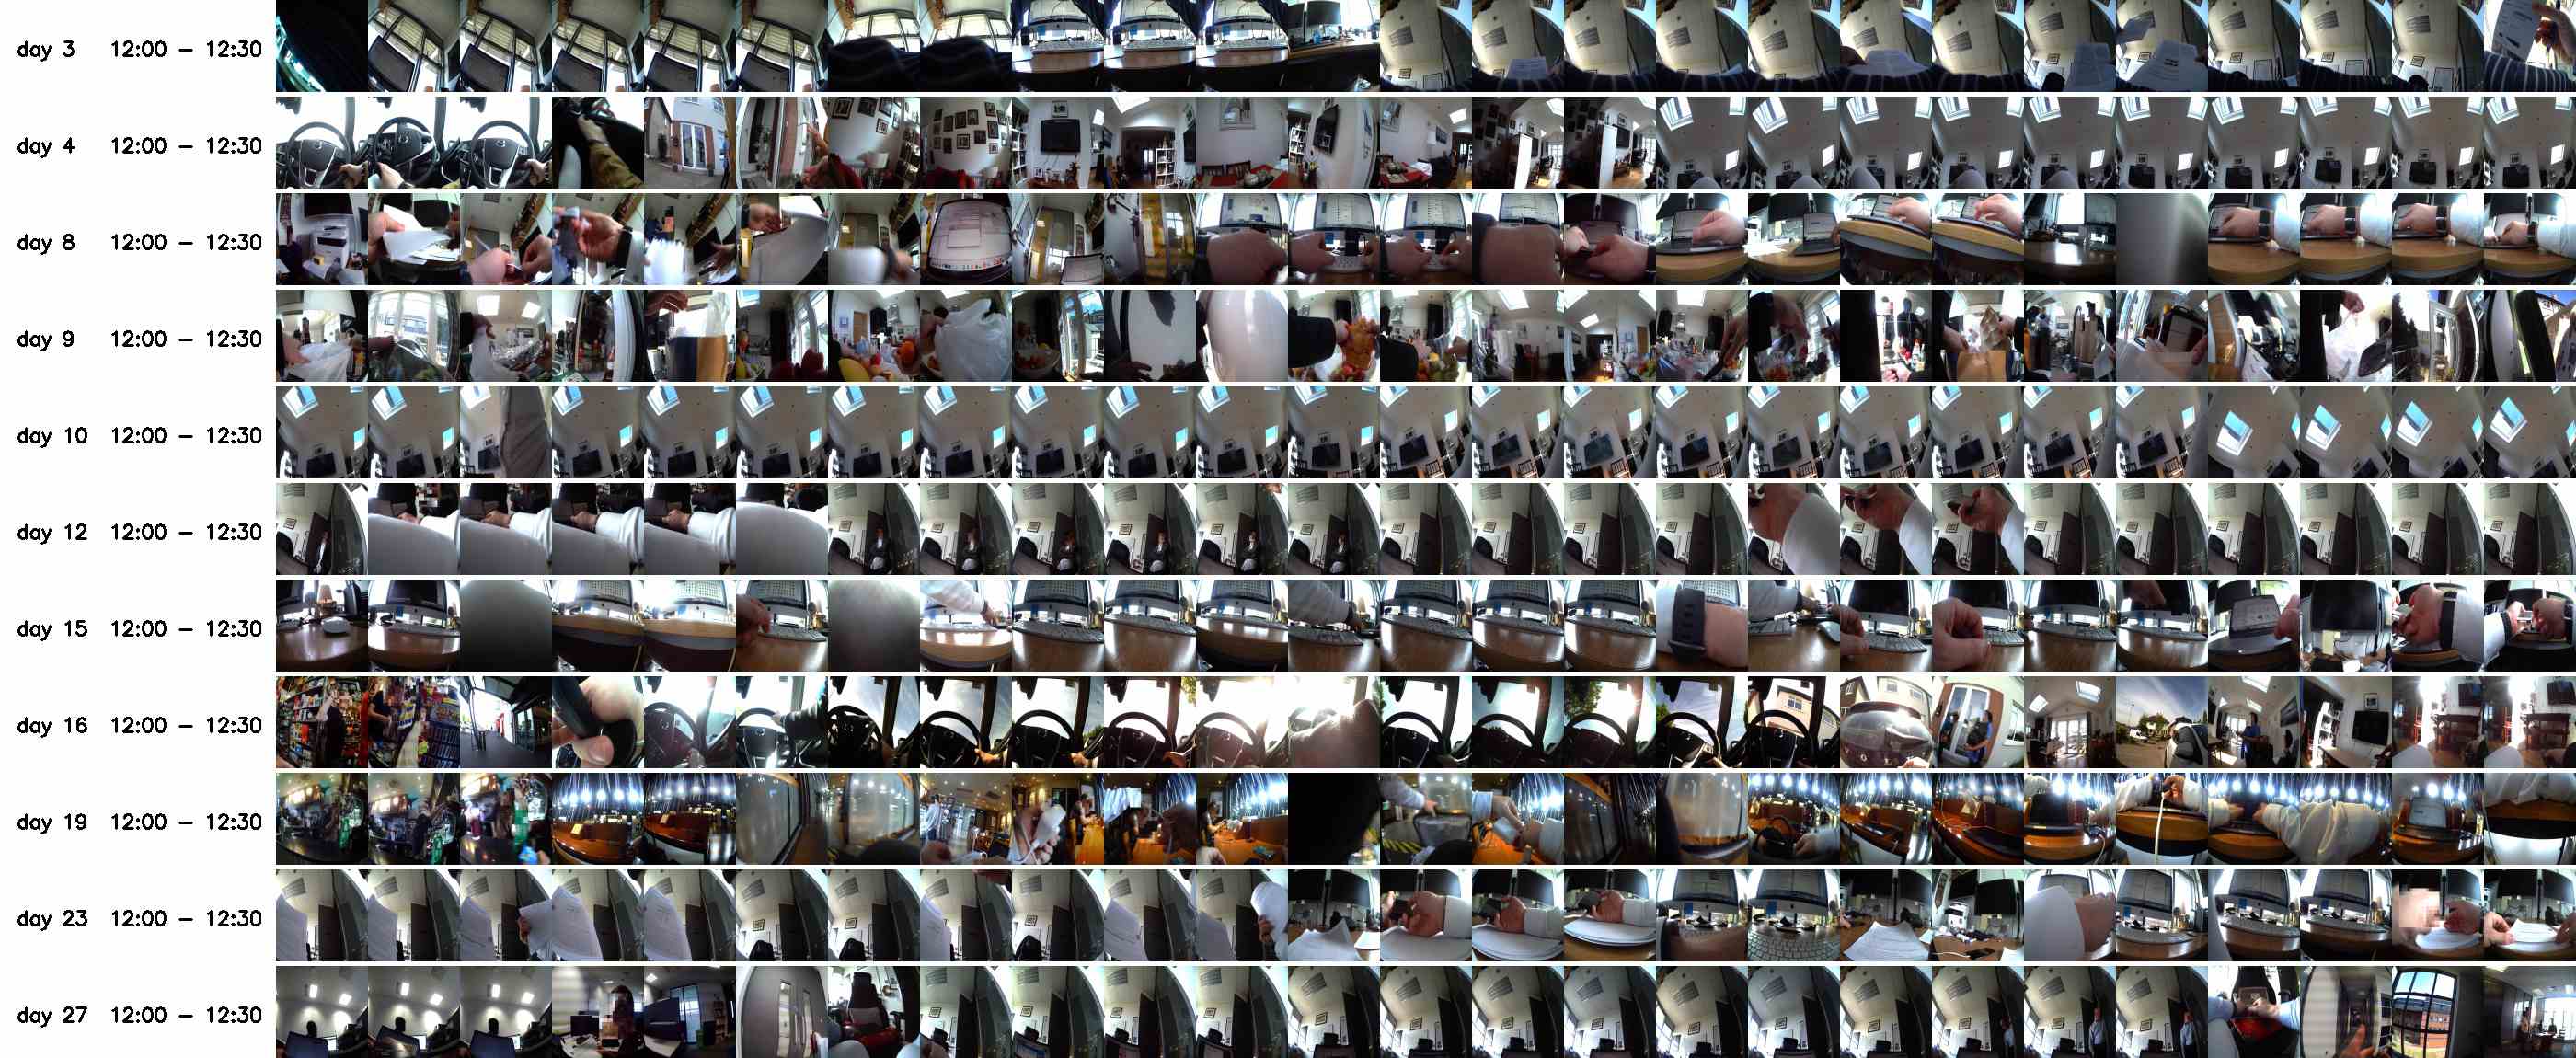 day 3 12:00 - 12:30
day 4 12:00 - 12:30
day 8 12:00 - 12:30
day 9 12:00 - 12:30
day 10 12:00 - 12:30
day 12 12:00 - 12:30
day 15 12:00 - 12:30
day 16 12:00 - 12:30
day 19 12:00 - 12:30
day 23 12:00 - 12:30
day 27 12:00 - 12:30